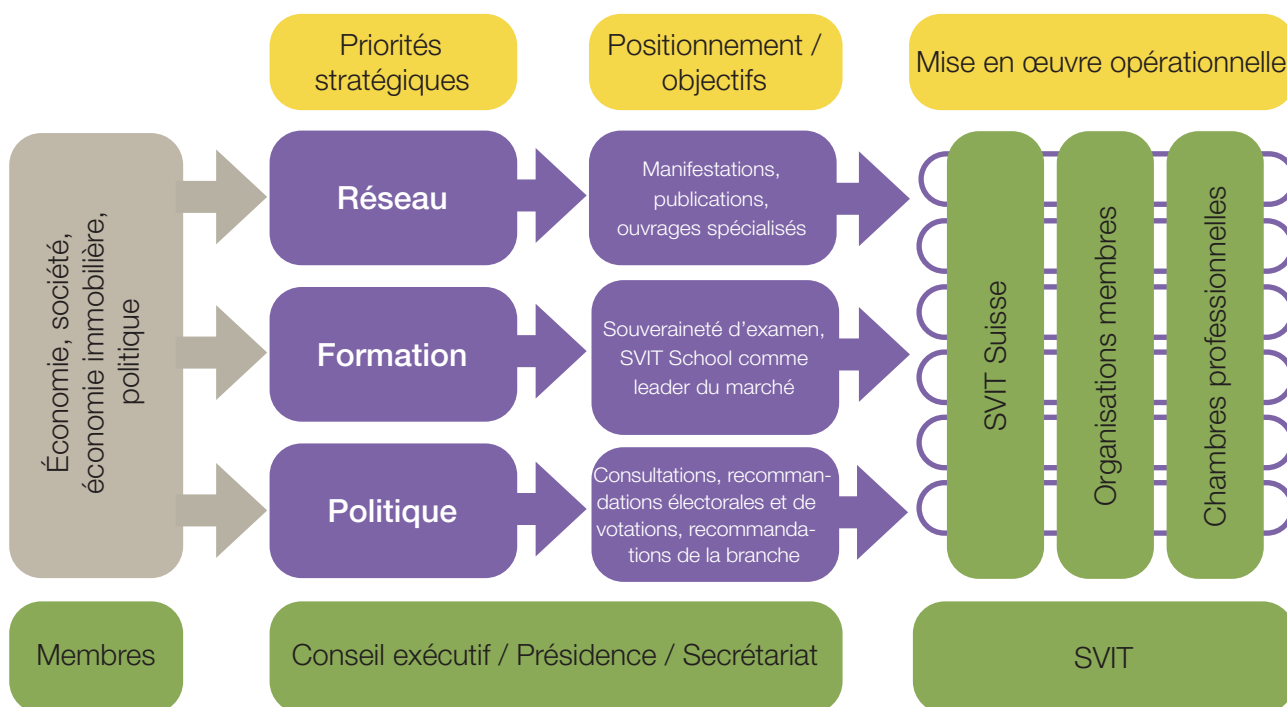 Priorités
stratégiques
Positionnement /
objectifs
Mise en œuvre opérationnelle
Économie, société,
économie immobilière,
politique
Réseau
Manifestations,
publications,
ouvrages spécialisés
Formation
Souveraineté d’examen,
SVIT School comme
leader du marché
Politique
Consultations, recomman-
dations électorales et de
votations, recommanda-
tions de la branche
SVIT Suisse
Organisations membres
Chambres professionnelles
Membres
Conseil exécutif / Présidence / Secrétariat
SVIT